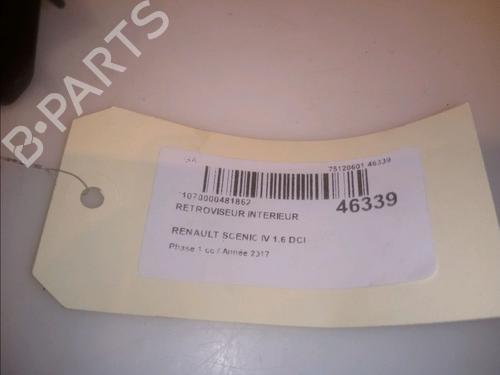 B-PARTS
75120601 46339
1070000481862
46339
RETROVISEUR INTERIEUR
RENAULT SCENIC IV 1.6 DCI
Phase 1 cc / Année 2017